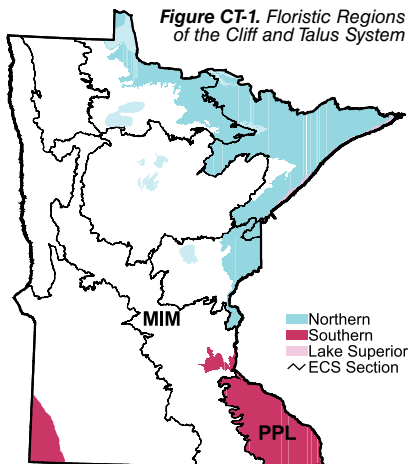 Figure CT-1. Floristic Regions
of the Cliff and Talus System
MIM
Northern
Southern
Lake Superior
ECS Section
PPL